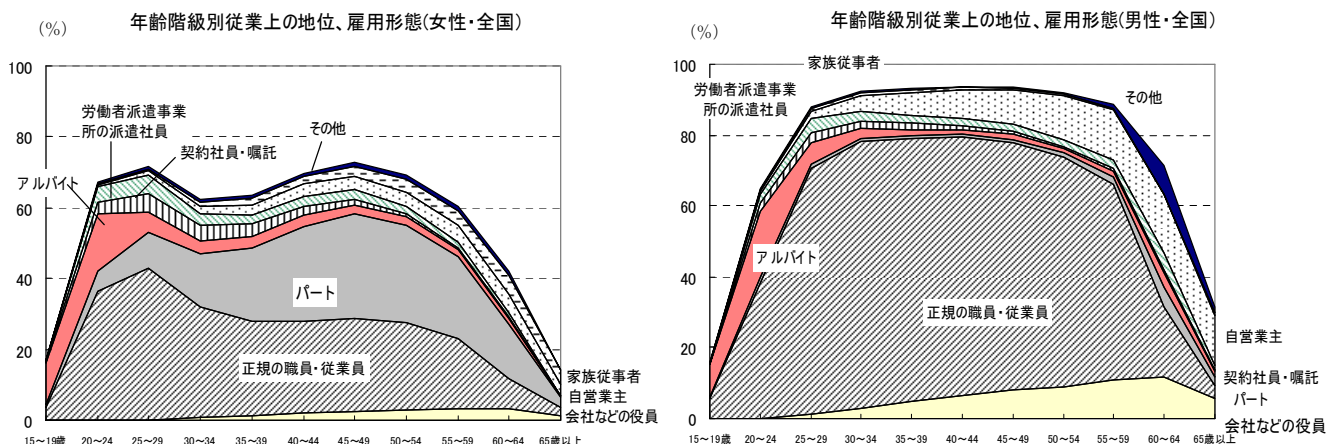 年齢階級別従業上の地位、雇用形態(女性・全国)
(%)
100
80
60
40
20
0
労働者派遣事業
所の派遣社員
契約社員・嘱託
アルバイト
その他
パート
正規の職員・従業員
家族従事者
自営業主
会社などの役員
15～19歳 20～24 25～29 30～34 35～39 40～44 45～49 50～54 55～59 60～64 65歳以上
年齢階級別従業上の地位、雇用形態(男性・全国)
(%)
100
80
60
40
20
0
家族従事者
労働者派遣事業
所の派遣社員
その他
アルバイト
正規の職員・従業員
自営業主
契約社員・嘱託
パート
会社などの役員
15～19歳 20～24 25～29 30～34 35～39 40～44 45～49 50～54 55～59 60～64 65歳以上